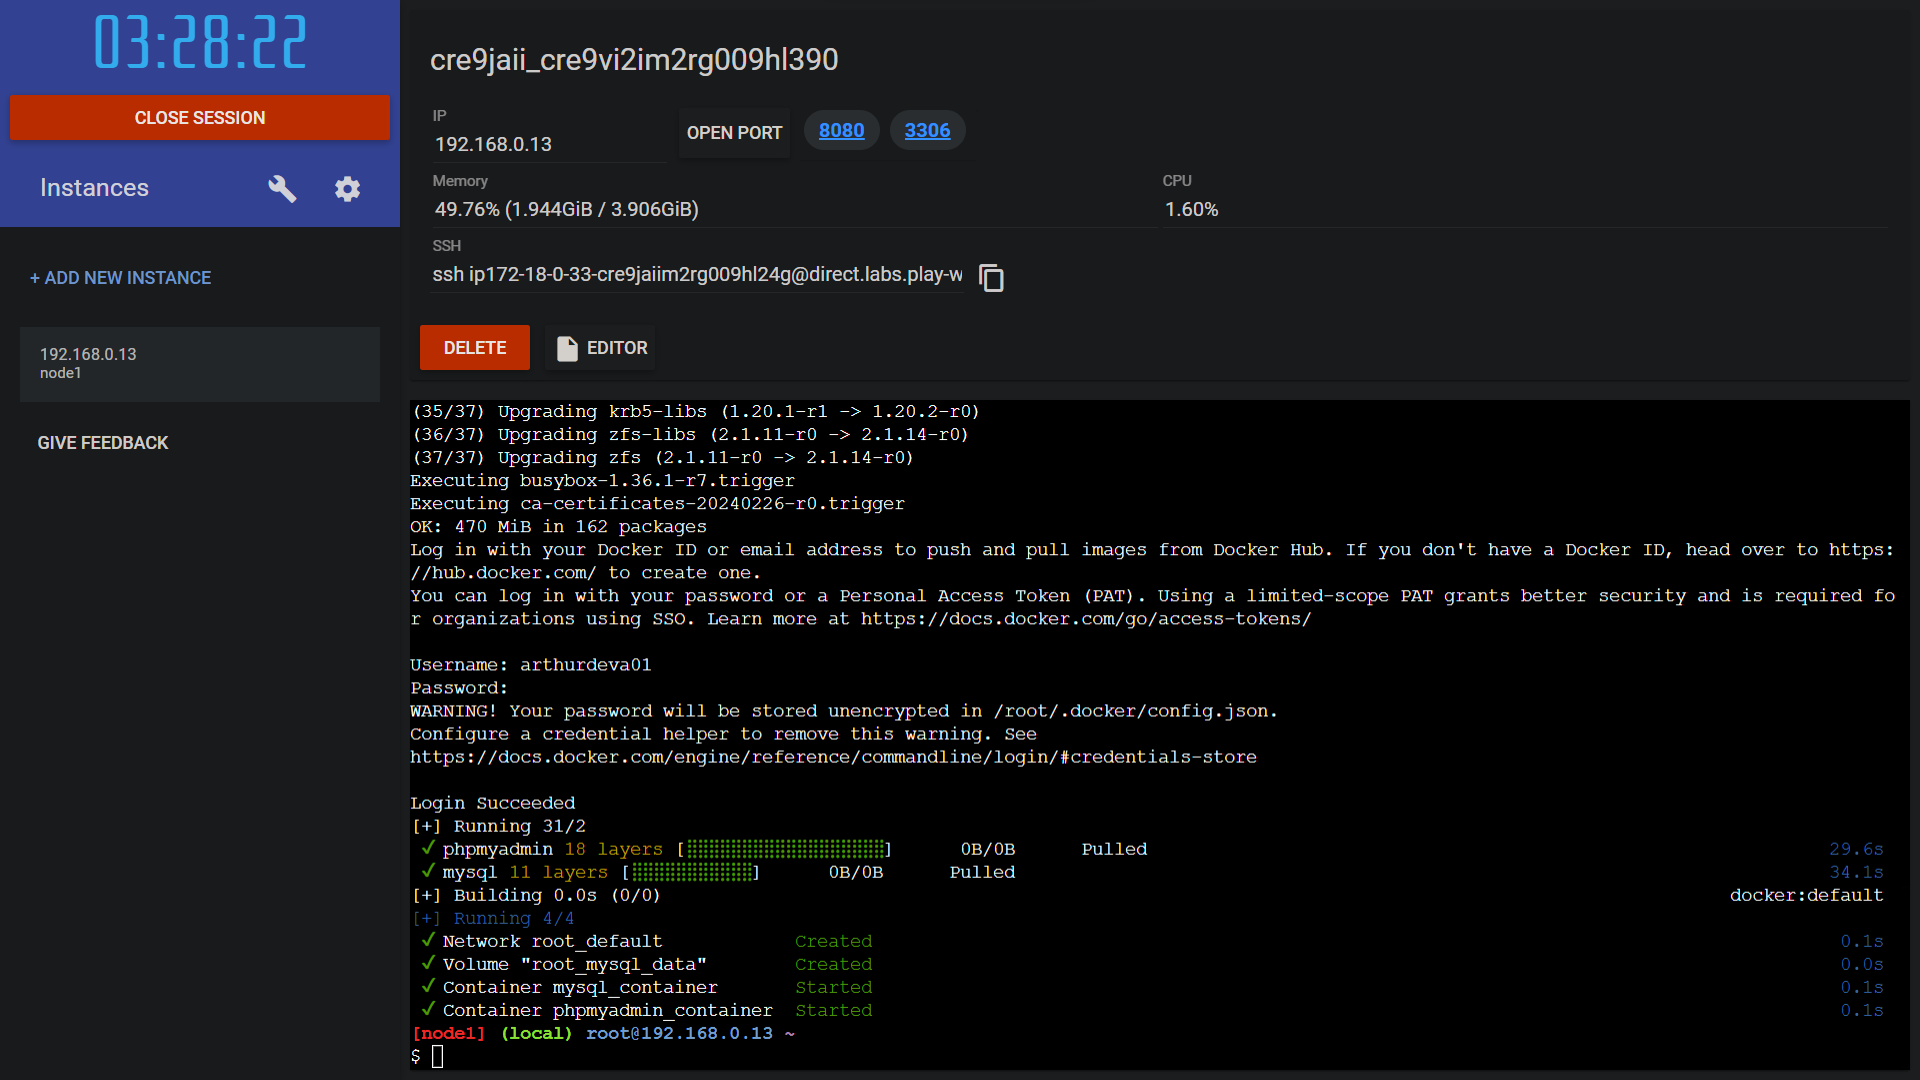 03:28:22
CLOSE SESSION
Instances
+ ADD NEW INSTANCE
192.168.0.13
node1
GIVE FEEDBACK
cre9jaii_cre9vi2im2rg009hl390
IP
192.168.0.13
OPEN PORT
8080
3306
Memory
49.76% (1.944GiB / 3.906GiB)
CPU
1.60%
SSH
ssh ip172-18-0-33-cre9jaiim2rg009hl24g@direct.labs.play-w
DELETE
EDITOR
(35/37) Upgrading krb5-libs (1.20.1-r1 -> 1.20.2-r0)
(36/37) Upgrading zfs-libs (2.1.11-r0 -> 2.1.14-r0)
(37/37) Upgrading zfs (2.1.11-r0 -> 2.1.14-r0)
Executing busybox-1.36.1-r7.trigger
Executing ca-certificates-20240226-r0.trigger
OK: 470 MiB in 162 packages
Log in with your Docker ID or email address to push and pull images from Docker Hub. If you don't have a Docker ID, head over to https:
//hub.docker.com/ to create one.
You can log in with your password or a Personal Access Token (PAT). Using a limited-scope PAT grants better security and is required fo
r organizations using SSO. Learn more at https://docs.docker.com/go/access-tokens/
Username: arthurdeva01
Password:
WARNING! Your password will be stored unencrypted in /root/.docker/config.json.
Configure a credential helper to remove this warning. See
https://docs.docker.com/engine/reference/commandline/login/#credentials-store
Login Succeeded
[+] Running 31/2
✓ phpmyadmin 18 layers [⣿⣿⣿⣿⣿⣿⣿⣿⣿⣿⣿⣿⣿⣿⣿⣿⣿⣿] 0B/0B Pulled 29.6s
✓ mysql 11 layers [⣿⣿⣿⣿⣿⣿⣿⣿⣿⣿⣿] 0B/0B Pulled 34.1s
[+] Building 0.0s (0/0) docker:default
[+] Running 4/4
✓ Network root_default Created 0.1s
✓ Volume "root_mysql_data" Created 0.0s
✓ Container mysql_container Started 0.1s
✓ Container phpmyadmin_container Started 0.1s
[node1] (local) root@192.168.0.13 ~
$